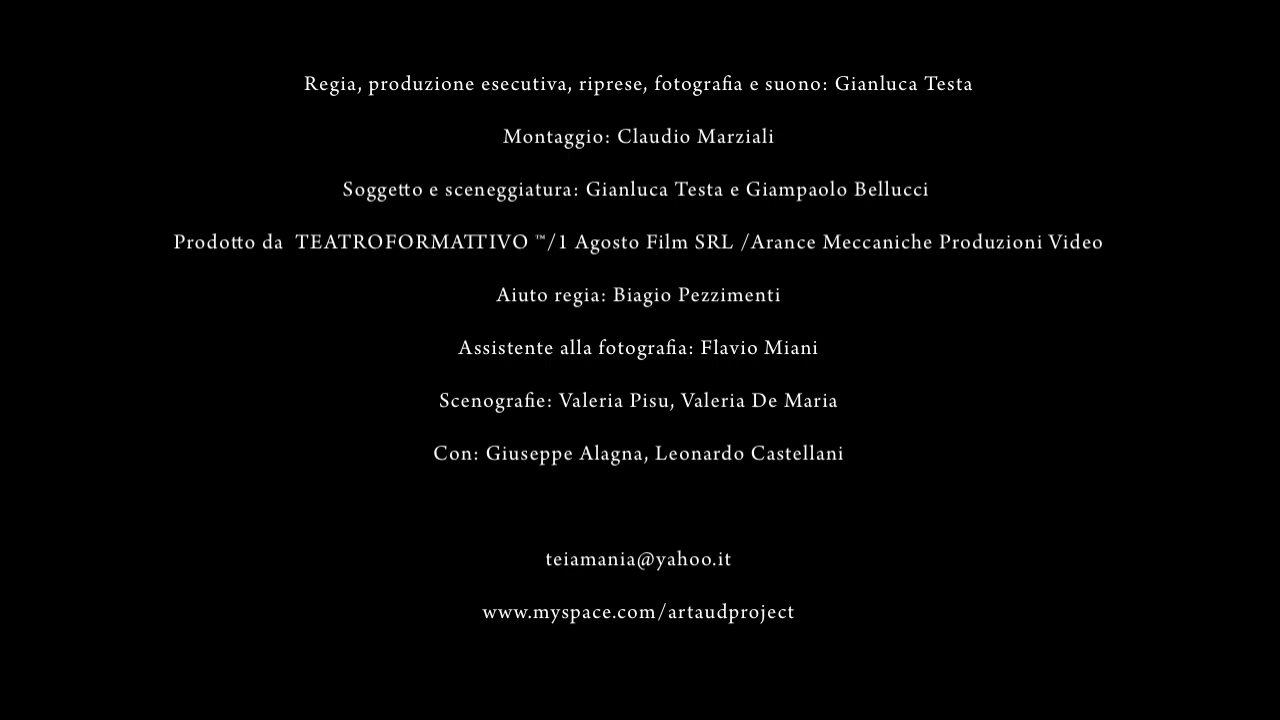 Regia, produzione esecutiva, riprese, fotografia e suono: Gianluca Testa
Montaggio: Claudio Marziali
Soggetto e sceneggiatura: Gianluca Testa e Giampaolo Bellucci
Prodotto da  TEATROFORMATTIVO ™/1 Agosto Film SRL /Arance Meccaniche Produzioni Video
Aiuto regia: Biagio Pezzimenti
Assistente alla fotografia: Flavio Miani
Scenografie: Valeria Pisu, Valeria De Maria
Con: Giuseppe Alagna, Leonardo Castellani
teiamania@yahoo.it
www.myspace.com/artaudproject